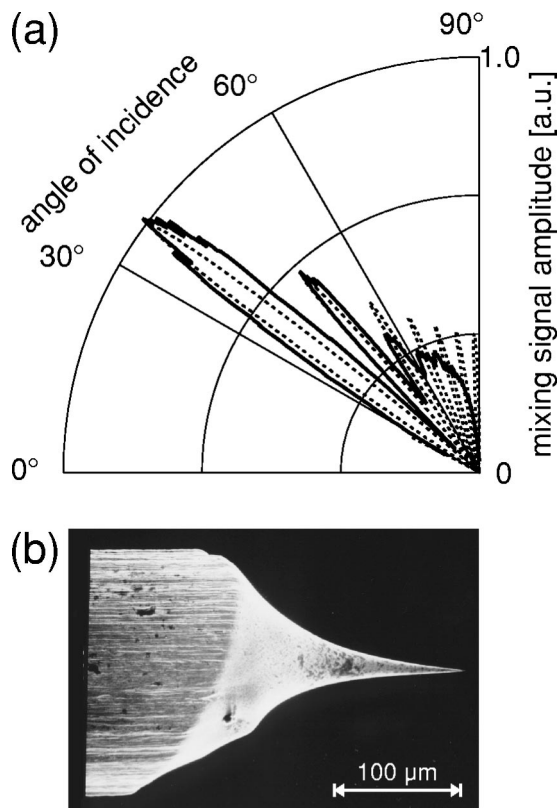 (a)
90°
1.0
60°
angle of incidence
30°
mixing signal amplitude [a.u.]
0°
0
(b)
100 µm